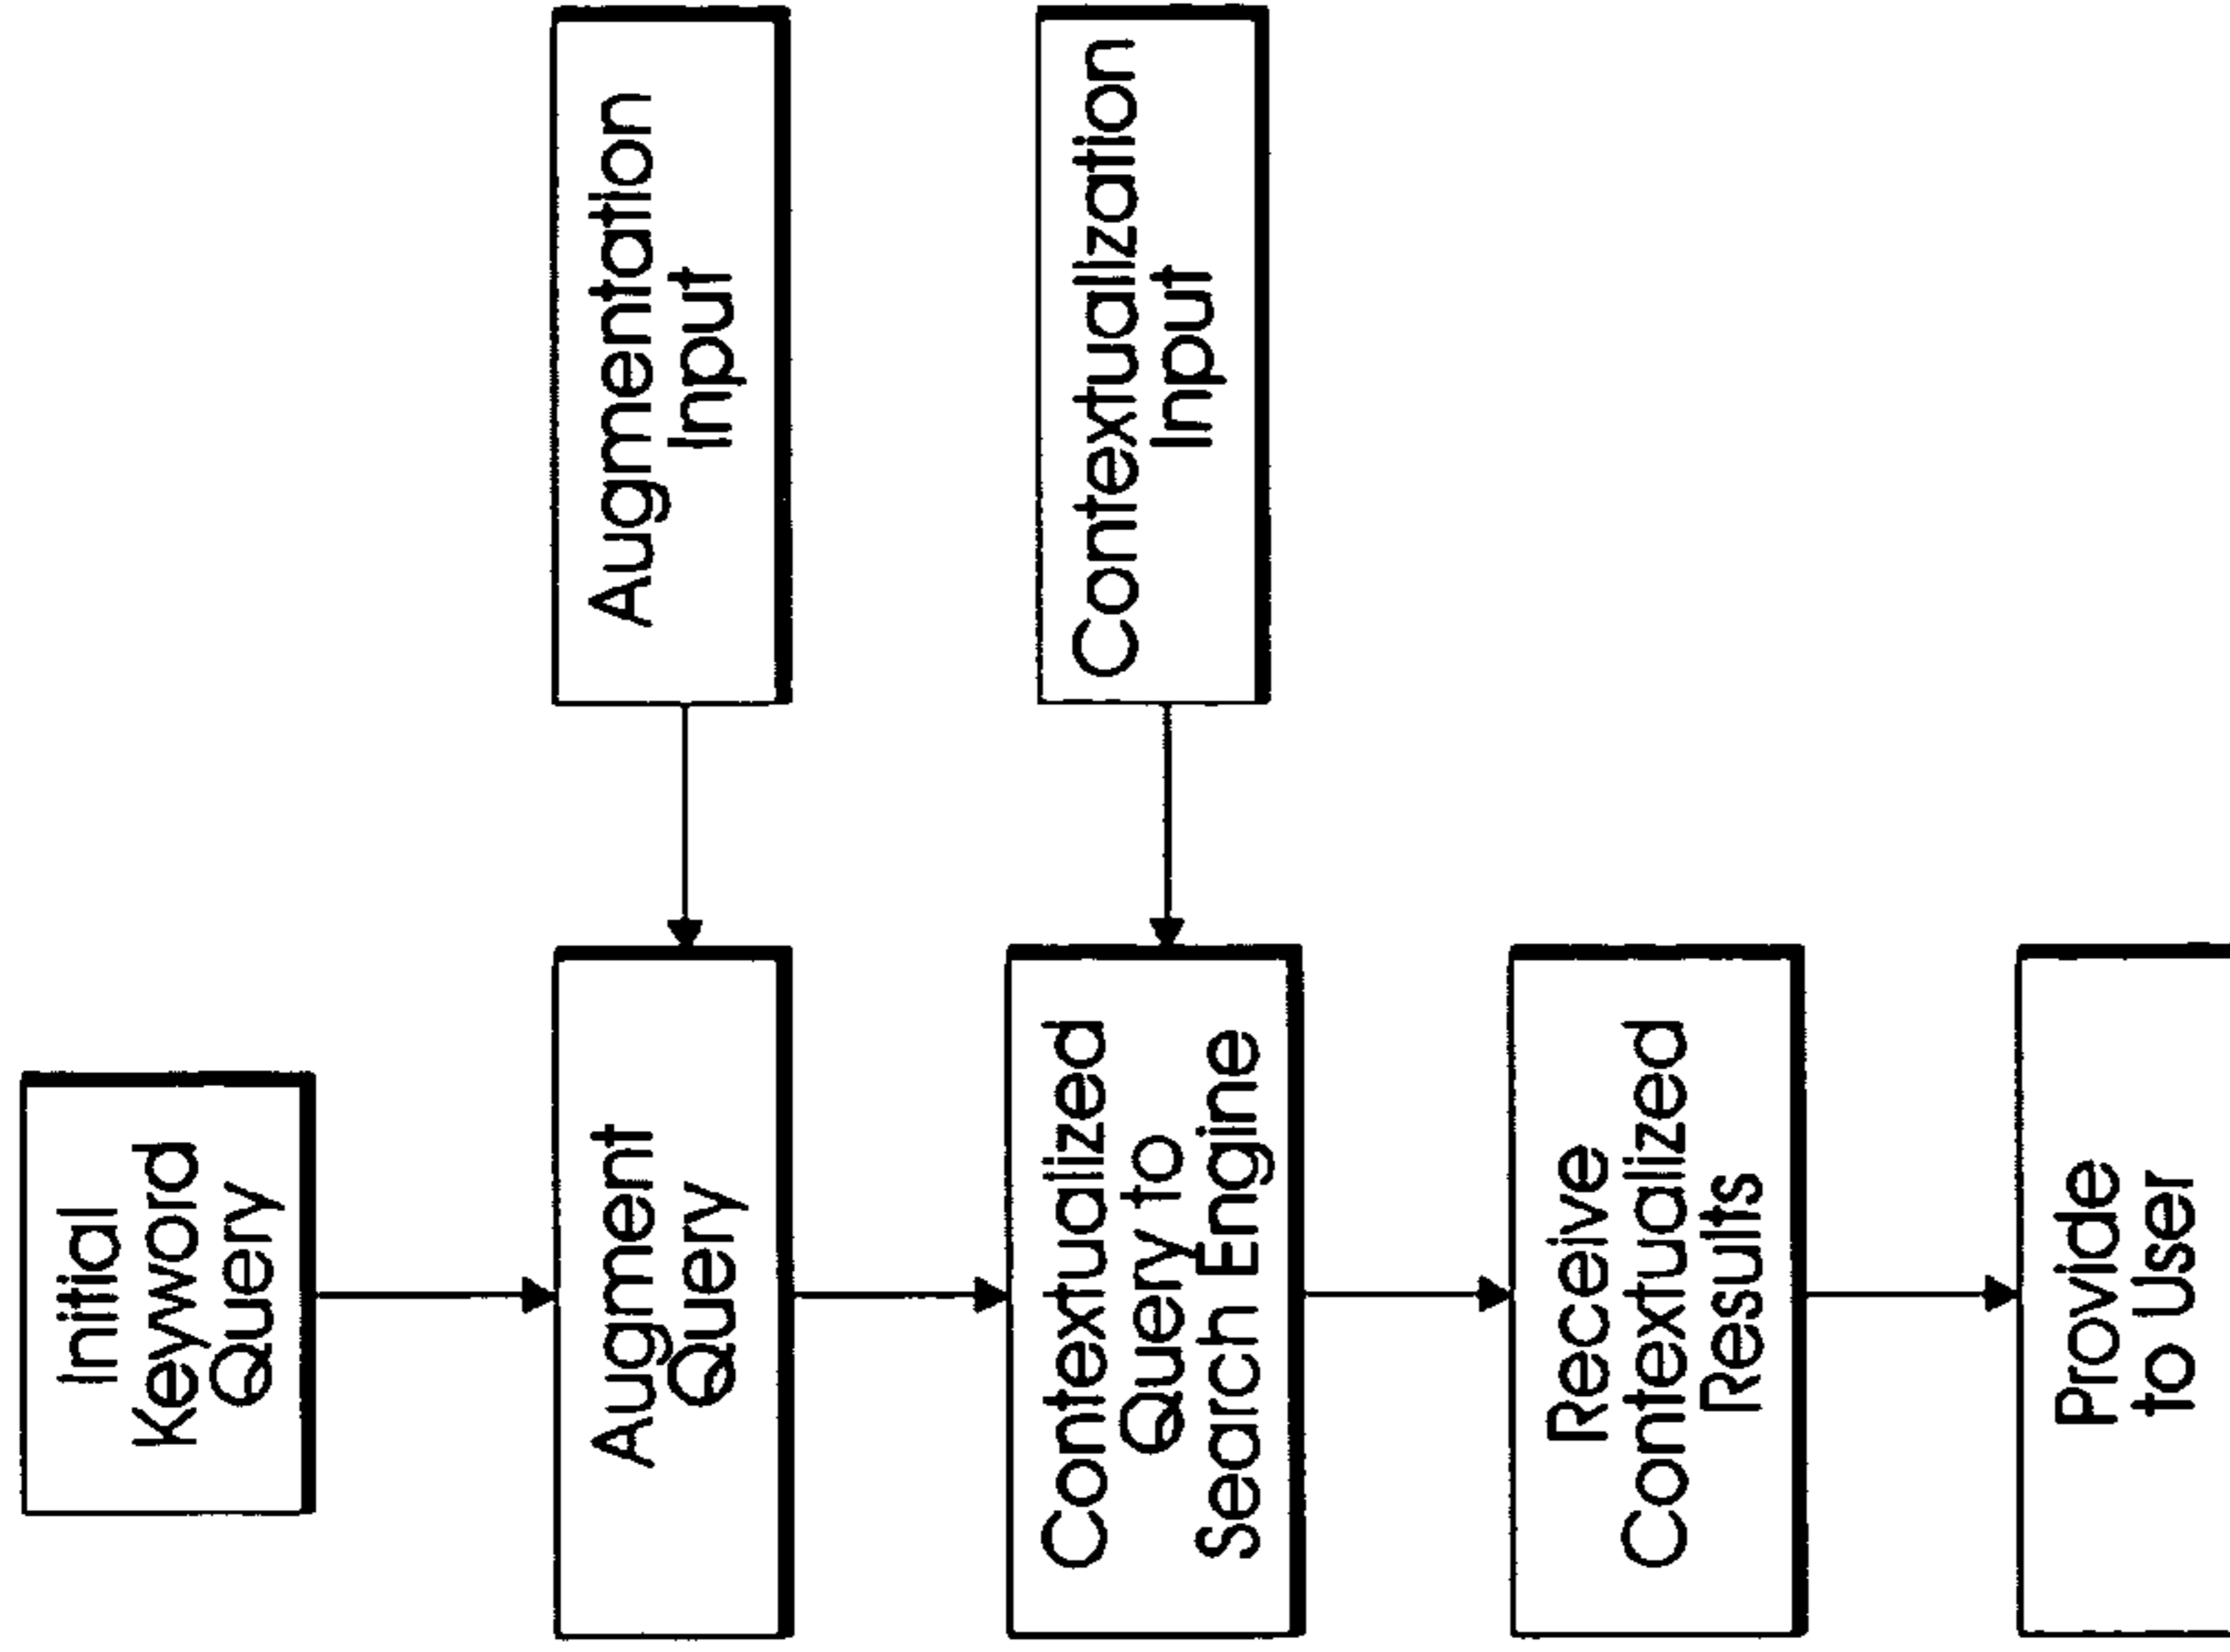 Initial
Keyword
Query
Augment
Query
Augmentation
Input
Contextualized
Query to
Search Engine
Contextualization
Input
Receive
Contextualized
Results
Provide
to User